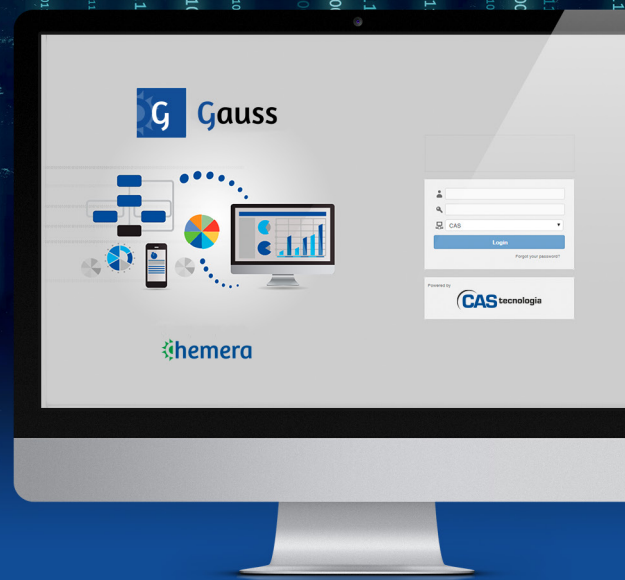 G Gauss
CAS
Login
Forgot your password?
Powered by
CAS tecnologia
hemera